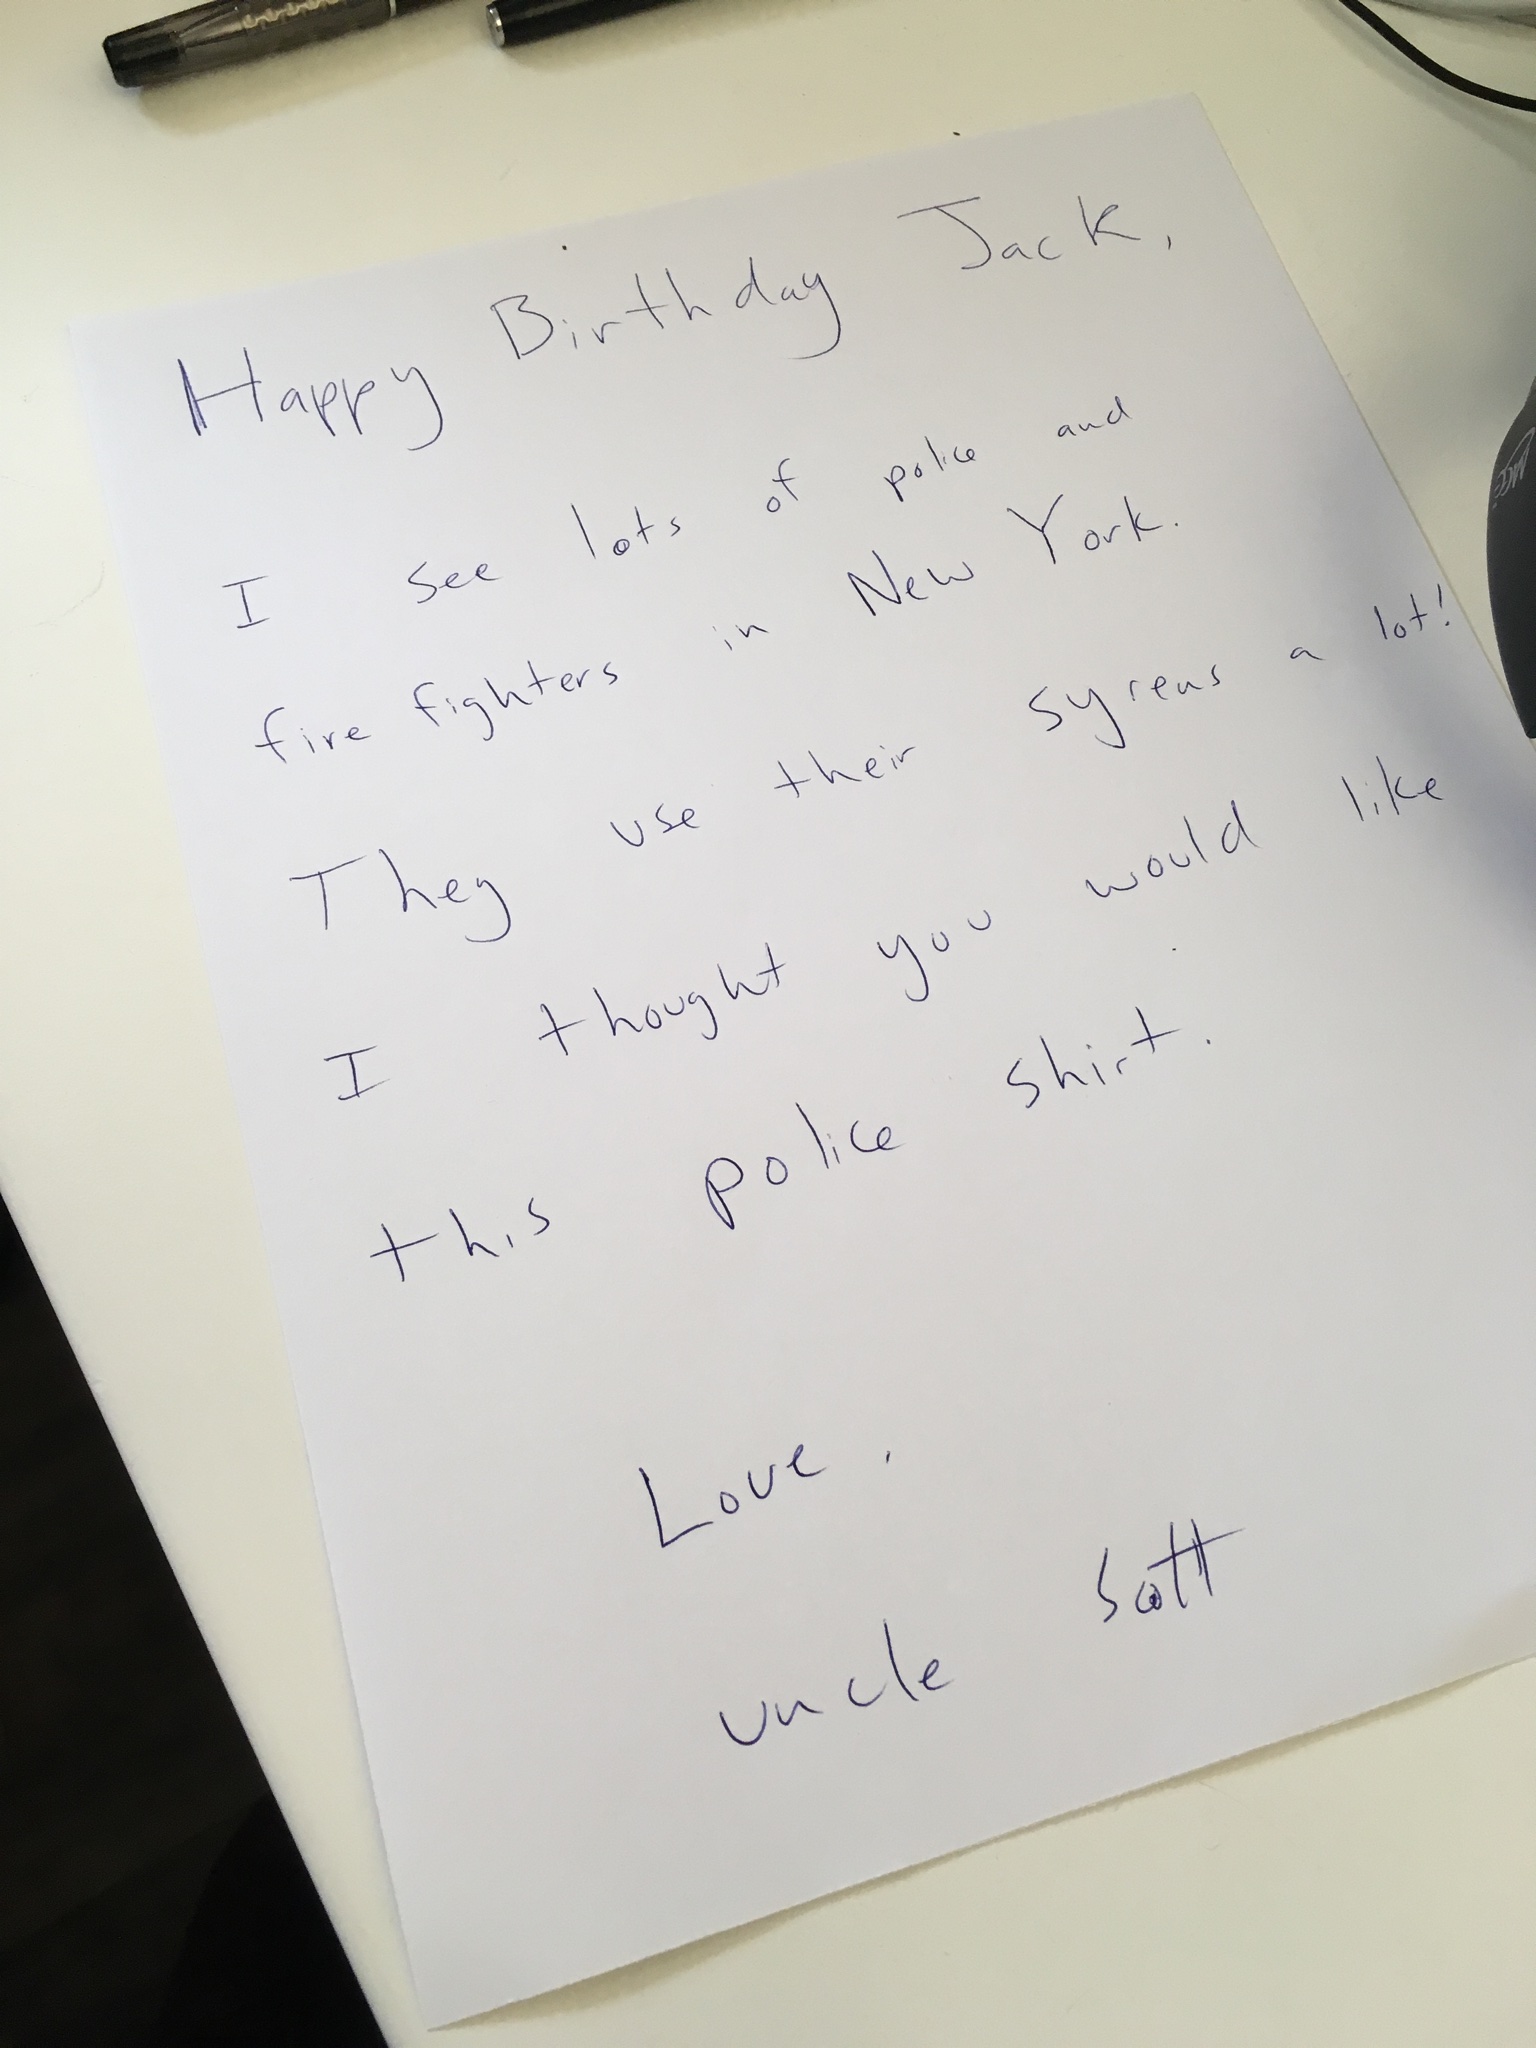 Happy Birthday Jack,
I see lots of police and
fire fighters in New York.
They use their syrens a lot!
I thought you would like
this police shirt.
Love,
uncle Scott